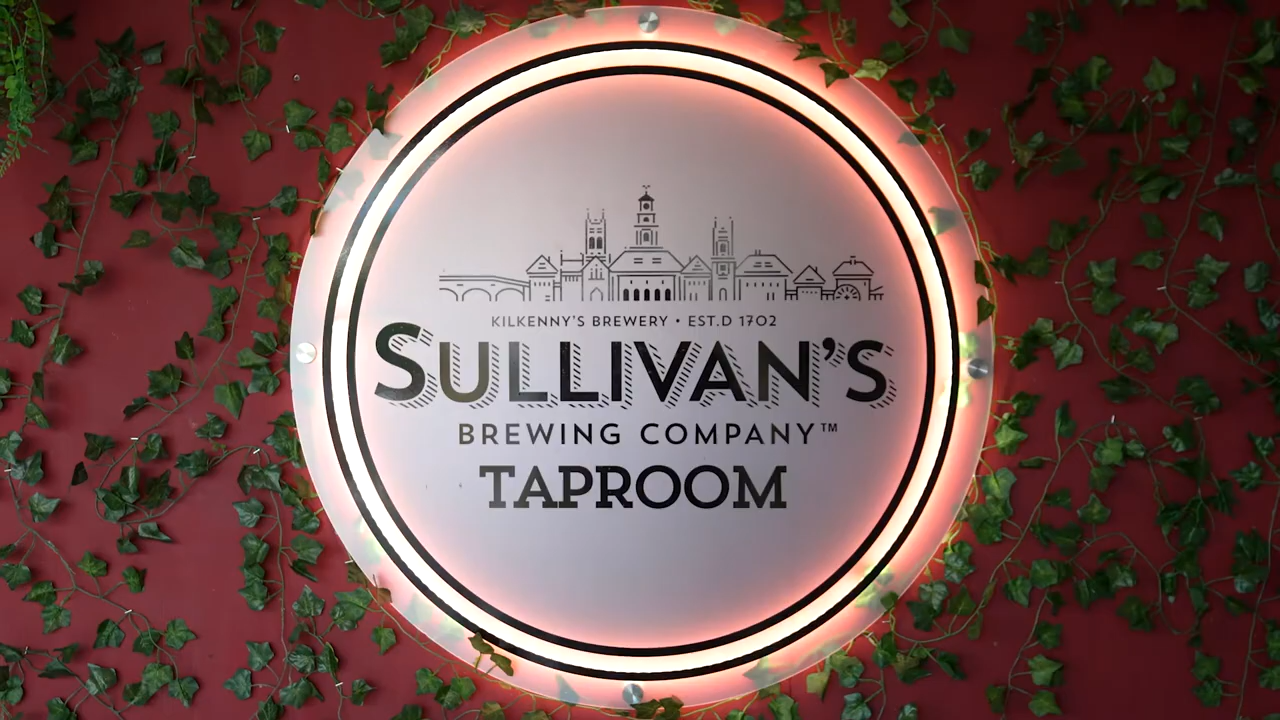 KILKENNY'S BREWERY • EST.D 1702
SULLIVAN'S
BREWING COMPANY™
TAPROOM